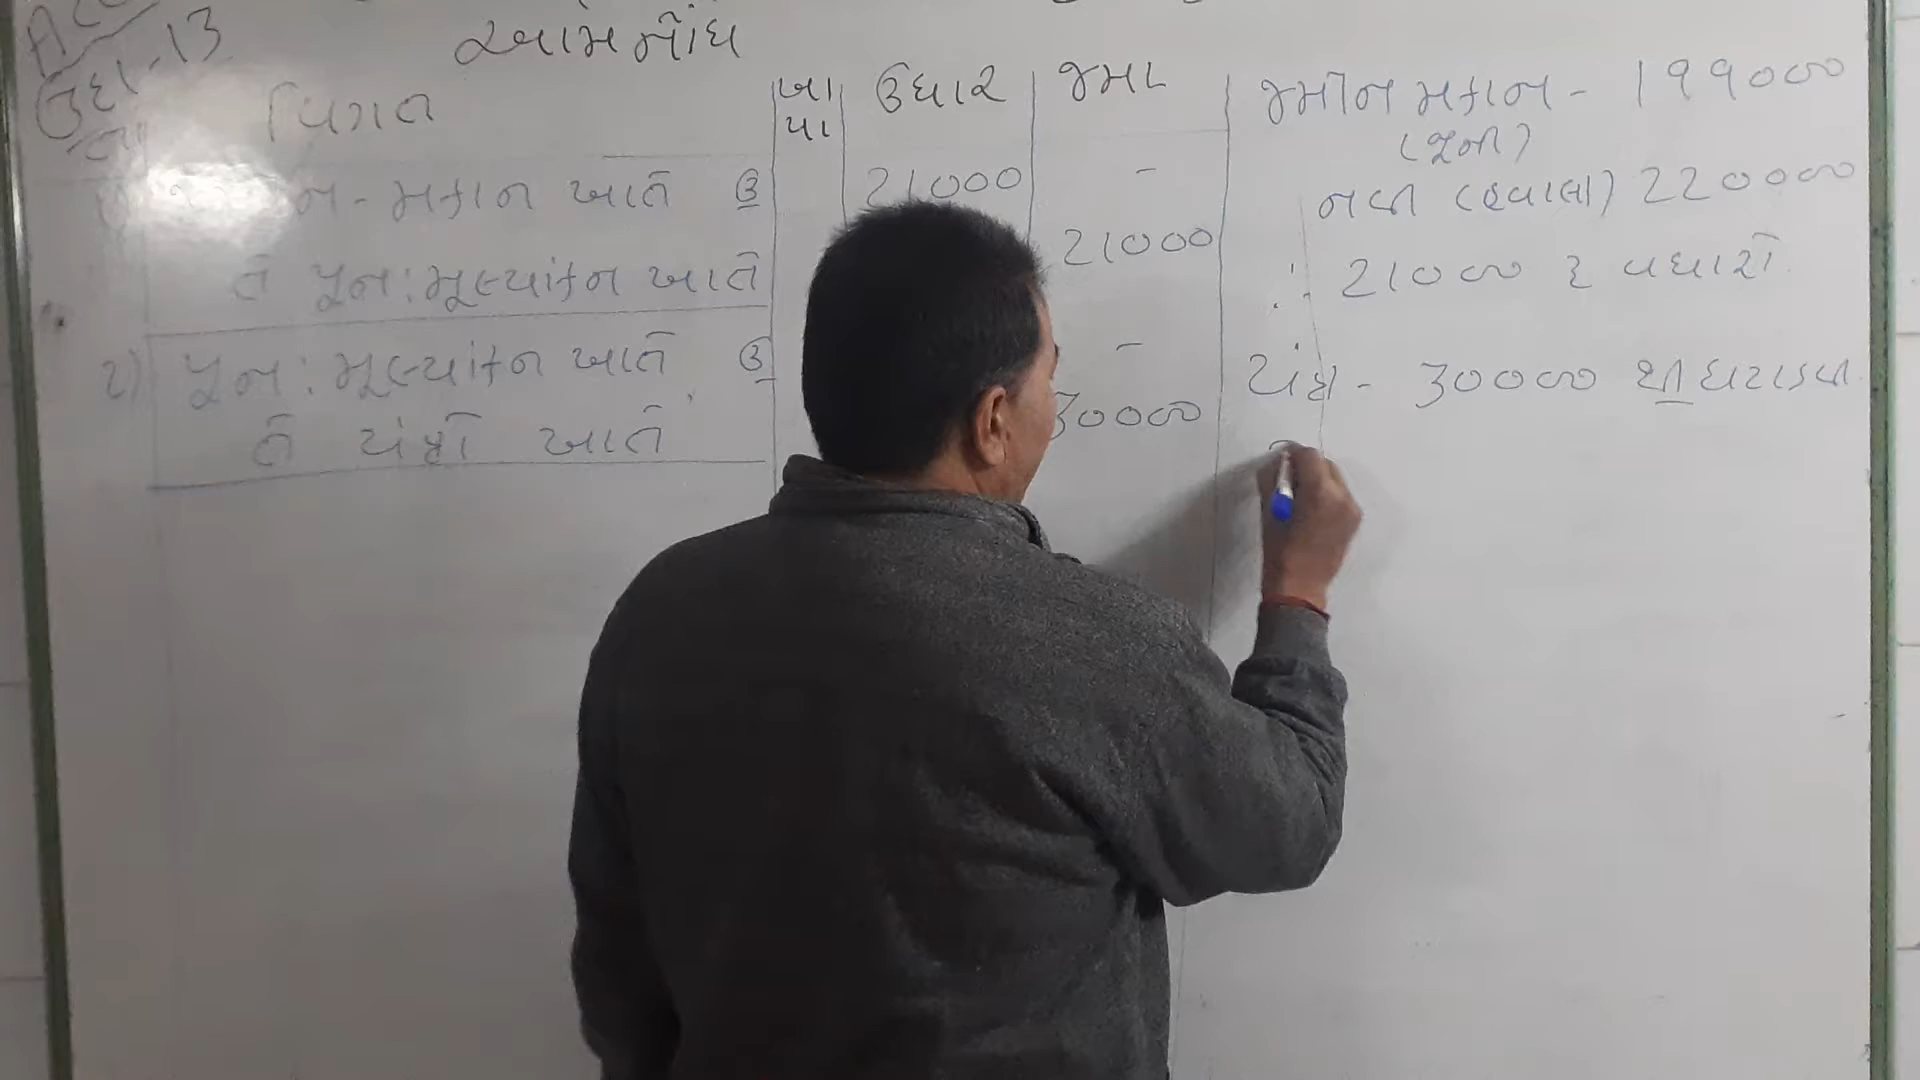 આમનોંધ
ઉદા-13
વિગત
ખા પા
ઉધાર
જમા
ન-મકાન ખાતે ઉ 21000 -
તે પુન:મૂલ્યાંકન ખાતે 21000
2) પુન:મૂલ્યાંકન ખાતે ઉ -
તે યંત્રો ખાતે 30000
જમીન મકાન - 199000
(જૂની)
નવી (હવાલા) 220000
∴ 21000 રૂ વધારો
યંત્રો - 30000 થી ઘટાડવા